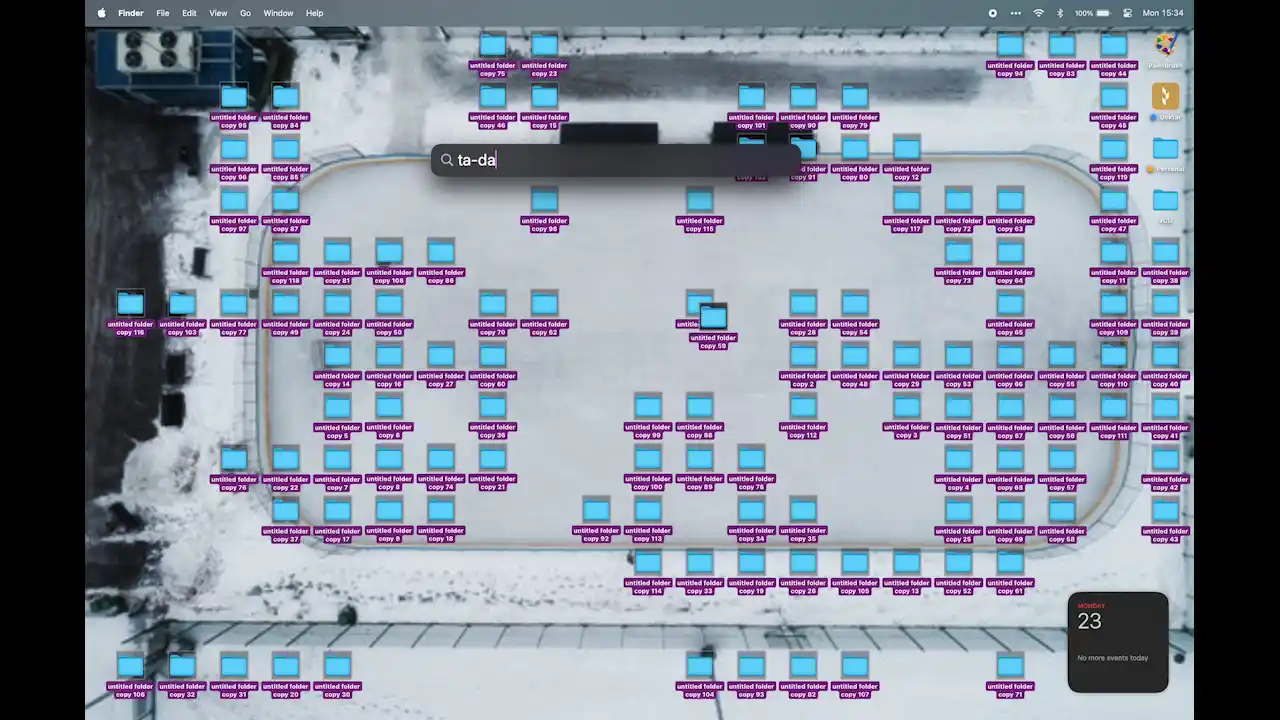 Finder File Edit View Go Window Help
100% Mon 15:34
untitled folder
copy 75
untitled folder
copy 23
untitled folder
copy 94
untitled folder
copy 83
untitled folder
copy 44
Paintbrush
untitled folder
copy 95
untitled folder
copy 84
untitled folder
copy 46
untitled folder
copy 15
untitled folder
copy 101
untitled folder
copy 90
untitled folder
copy 79
untitled folder
copy 45
Doktar
ta-da
untitled folder
copy 96
untitled folder
copy 85
copy 102
copy 91
untitled folder
copy 80
untitled folder
copy 12
untitled folder
copy 119
Personal
untitled folder
copy 97
untitled folder
copy 87
untitled folder
copy 98
untitled folder
copy 115
untitled folder
copy 117
untitled folder
copy 72
untitled folder
copy 63
untitled folder
copy 47
untitled folder
copy 118
untitled folder
copy 81
untitled folder
copy 108
untitled folder
copy 86
untitled folder
copy 73
untitled folder
copy 64
untitled folder
copy 11
untitled folder
copy 38
untitled folder
copy 116
untitled folder
copy 103
untitled folder
copy 77
untitled folder
copy 49
untitled folder
copy 24
untitled folder
copy 50
untitled folder
copy 70
untitled folder
copy 62
untitled folder
copy 59
untitled folder
copy 28
untitled folder
copy 54
untitled folder
copy 65
untitled folder
copy 109
untitled folder
copy 39
untitled folder
copy 14
untitled folder
copy 16
untitled folder
copy 27
untitled folder
copy 60
untitled folder
copy 2
untitled folder
copy 48
untitled folder
copy 29
untitled folder
copy 53
untitled folder
copy 66
untitled folder
copy 55
untitled folder
copy 110
untitled folder
copy 40
untitled folder
copy 5
untitled folder
copy 6
untitled folder
copy 36
untitled folder
copy 99
untitled folder
copy 88
untitled folder
copy 112
untitled folder
copy 3
untitled folder
copy 51
untitled folder
copy 67
untitled folder
copy 56
untitled folder
copy 111
untitled folder
copy 41
untitled folder
copy 76
untitled folder
copy 22
untitled folder
copy 7
untitled folder
copy 8
untitled folder
copy 74
untitled folder
copy 21
untitled folder
copy 100
untitled folder
copy 89
untitled folder
copy 78
untitled folder
copy 4
untitled folder
copy 68
untitled folder
copy 57
untitled folder
copy 42
untitled folder
copy 37
untitled folder
copy 17
untitled folder
copy 9
untitled folder
copy 18
untitled folder
copy 92
untitled folder
copy 113
untitled folder
copy 34
untitled folder
copy 35
untitled folder
copy 25
untitled folder
copy 69
untitled folder
copy 58
untitled folder
copy 43
untitled folder
copy 114
untitled folder
copy 33
untitled folder
copy 19
untitled folder
copy 26
untitled folder
copy 105
untitled folder
copy 13
untitled folder
copy 52
untitled folder
copy 61
MONDAY
23
No more events today
untitled folder
copy 106
untitled folder
copy 32
untitled folder
copy 31
untitled folder
copy 20
untitled folder
copy 30
untitled folder
copy 104
untitled folder
copy 93
untitled folder
copy 82
untitled folder
copy 107
untitled folder
copy 71